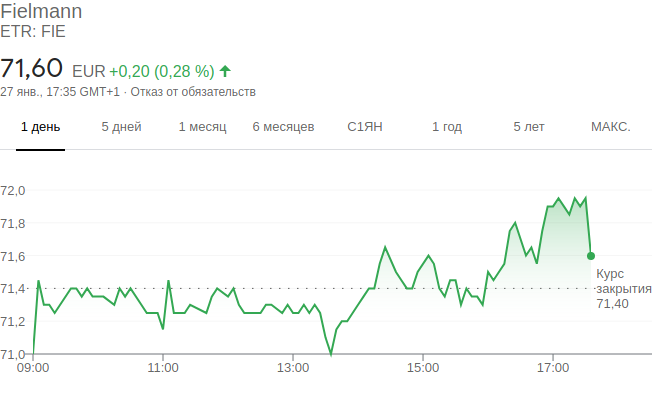 Fielmann
ETR: FIE
71,60 EUR +0,20 (0,28 %)
27 янв., 17:35 GMT+1 · Отказ от обязательств
1 день 5 дней 1 месяц 6 месяцев С1ЯН 1 год 5 лет МАКС.
72,0
71,8
71,6
71,4
71,2
71,0
Курс
закрытия
71,40
09:00 11:00 13:00 15:00 17:00